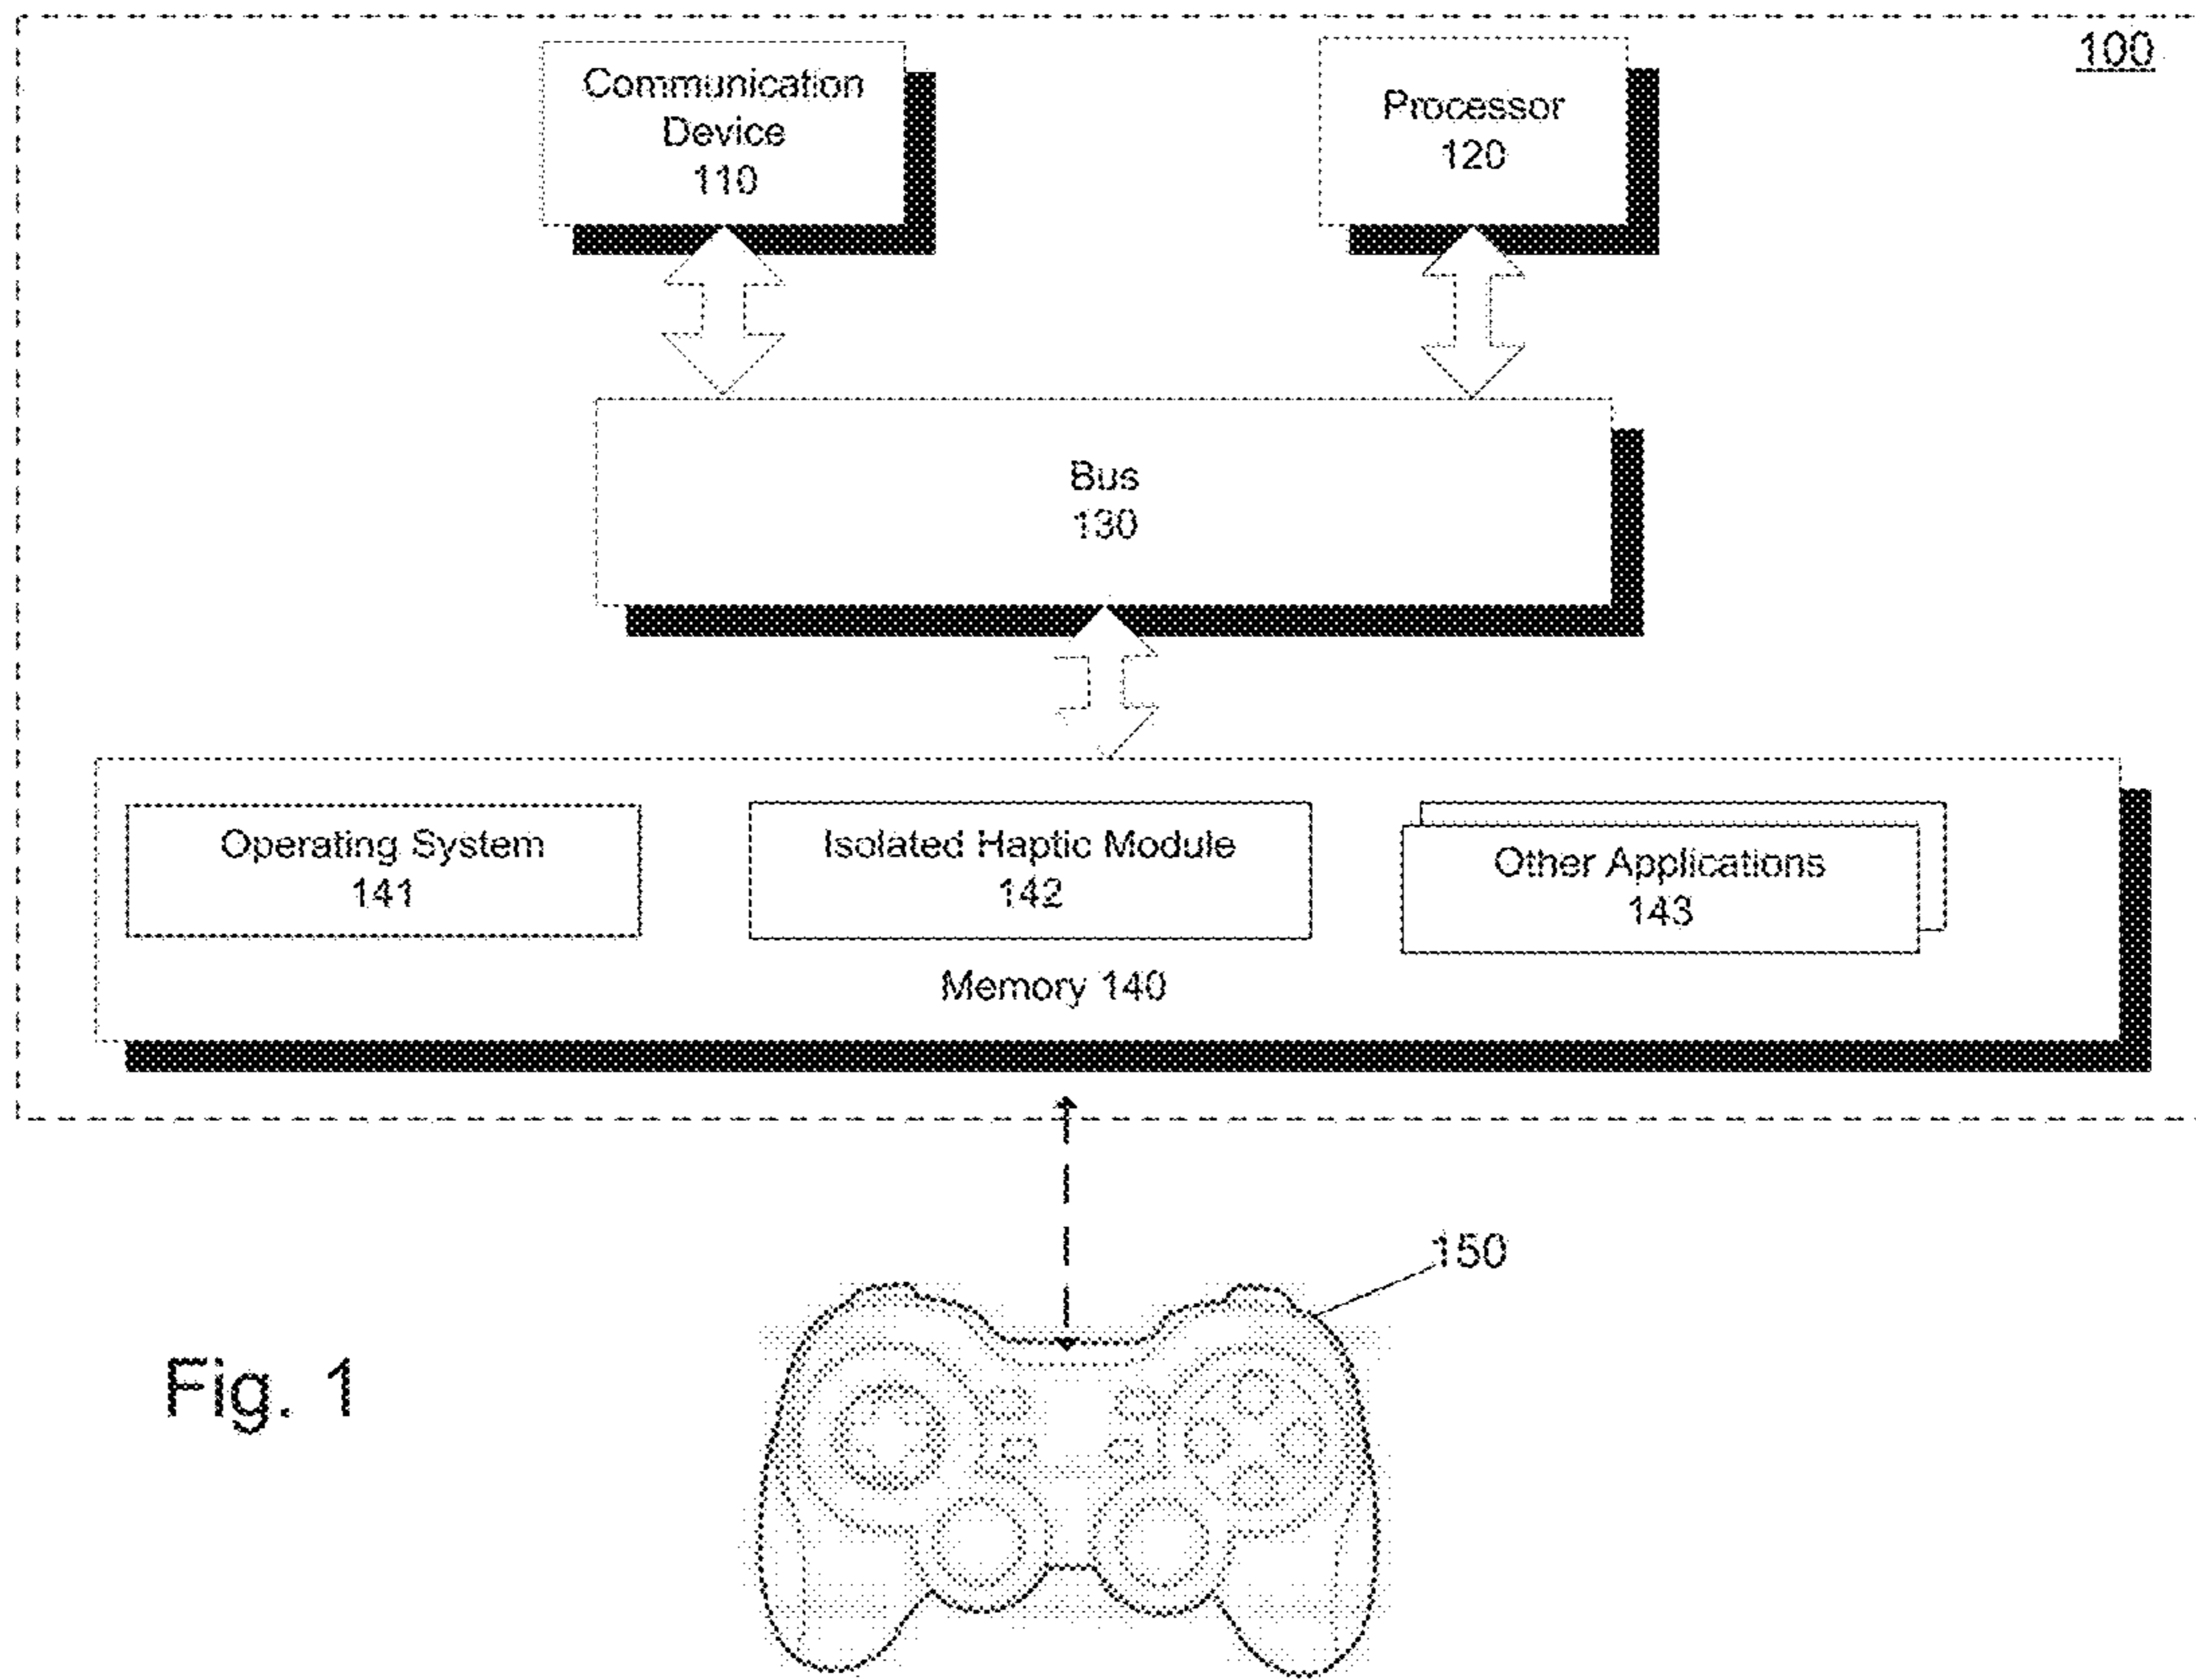 100
Communication
Device
110
Processor
120
Bus
130
Operating System
141
Isolated Haptic Module
142
Other Applications
143
Memory 140
150
Fig. 1